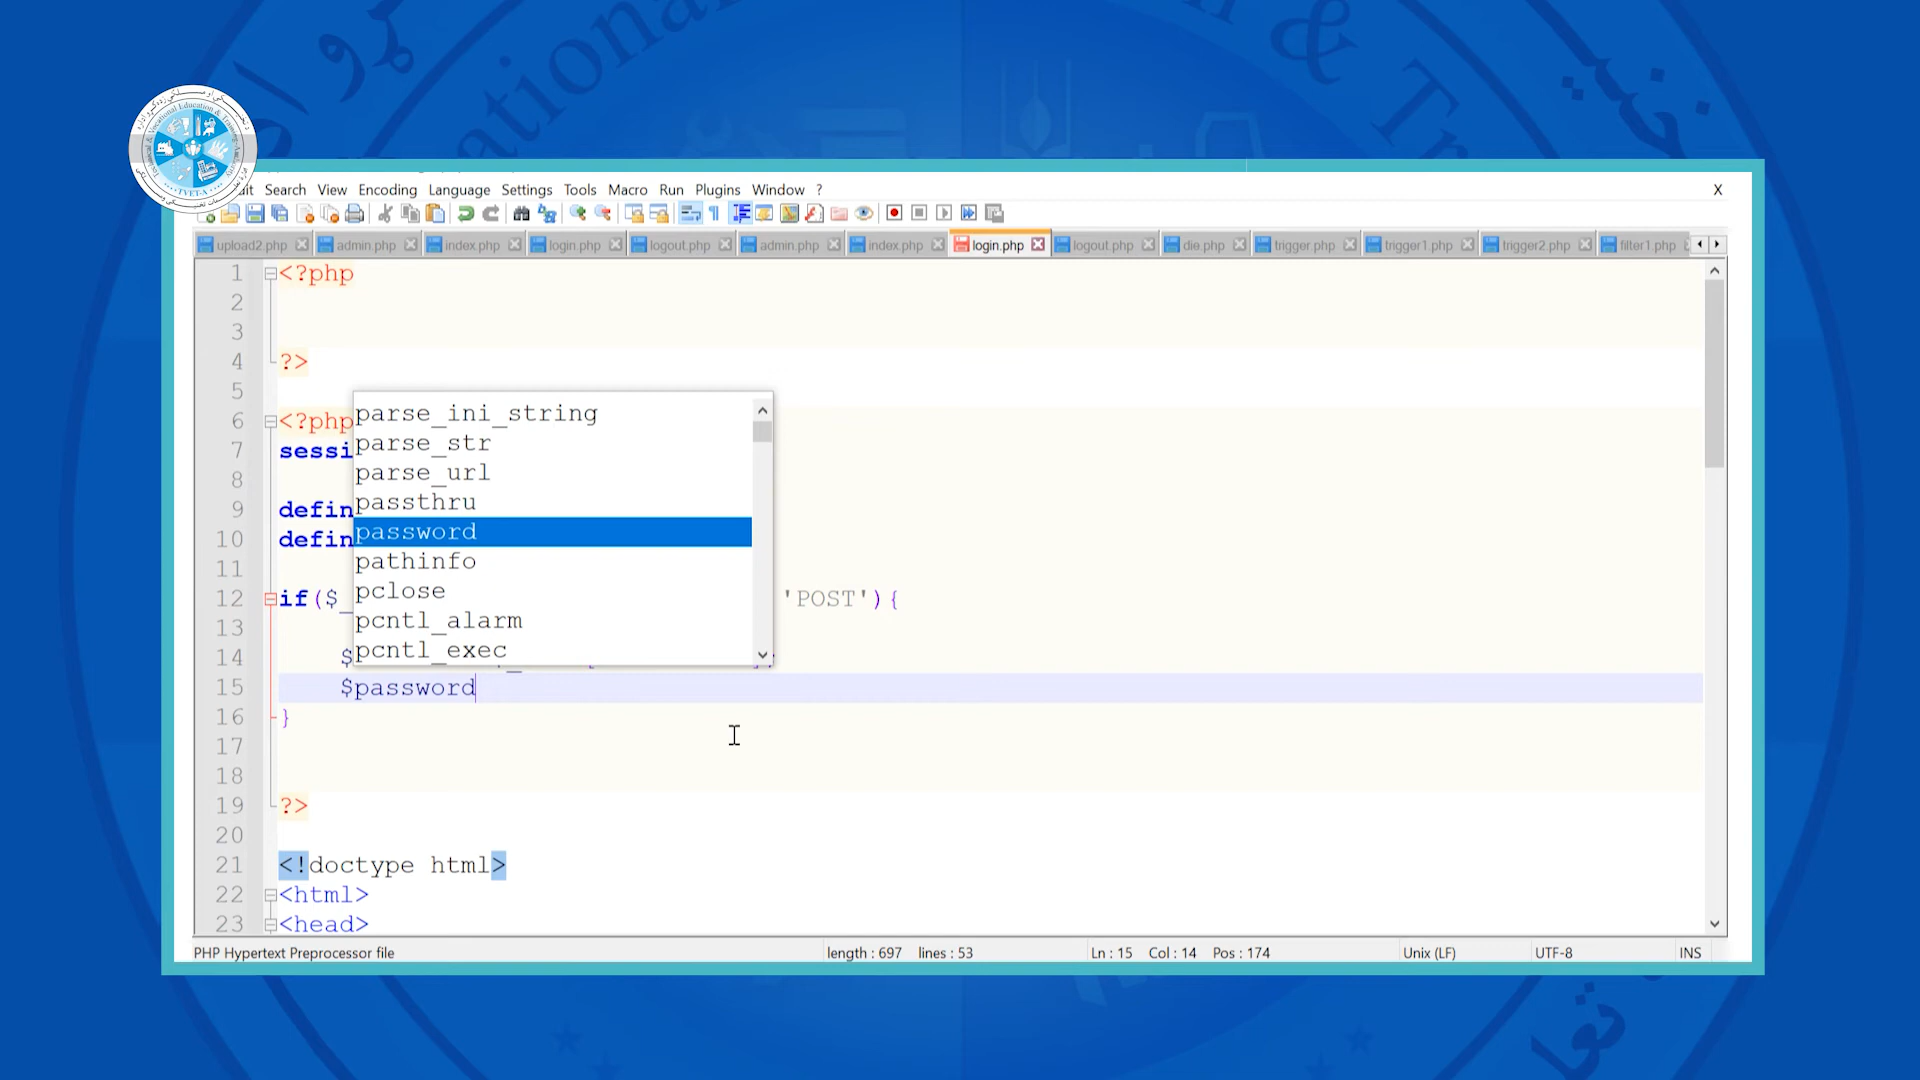 Search View Encoding Language Settings Tools Macro Run Plugins Window ? X
upload2.php admin.php index.php login.php logout.php admin.php index.php login.php logout.php die.php trigger.php trigger1.php trigger2.php filter1.php
1 <?php
2
3
4 ?>
5
6 <?php
7 sessi
8
9 defin
10 defin
11
12 if($_ 'POST'){
13
14 $
15 $password
16 }
17
18
19 ?>
20
21 <!doctype html>
22 <html>
23 <head>
parse_ini_string
parse_str
parse_url
passthru
password
pathinfo
pclose
pcntl_alarm
pcntl_exec
PHP Hypertext Preprocessor file length : 697 lines : 53 Ln : 15 Col : 14 Pos : 174 Unix (LF) UTF-8 INS
TVET-A